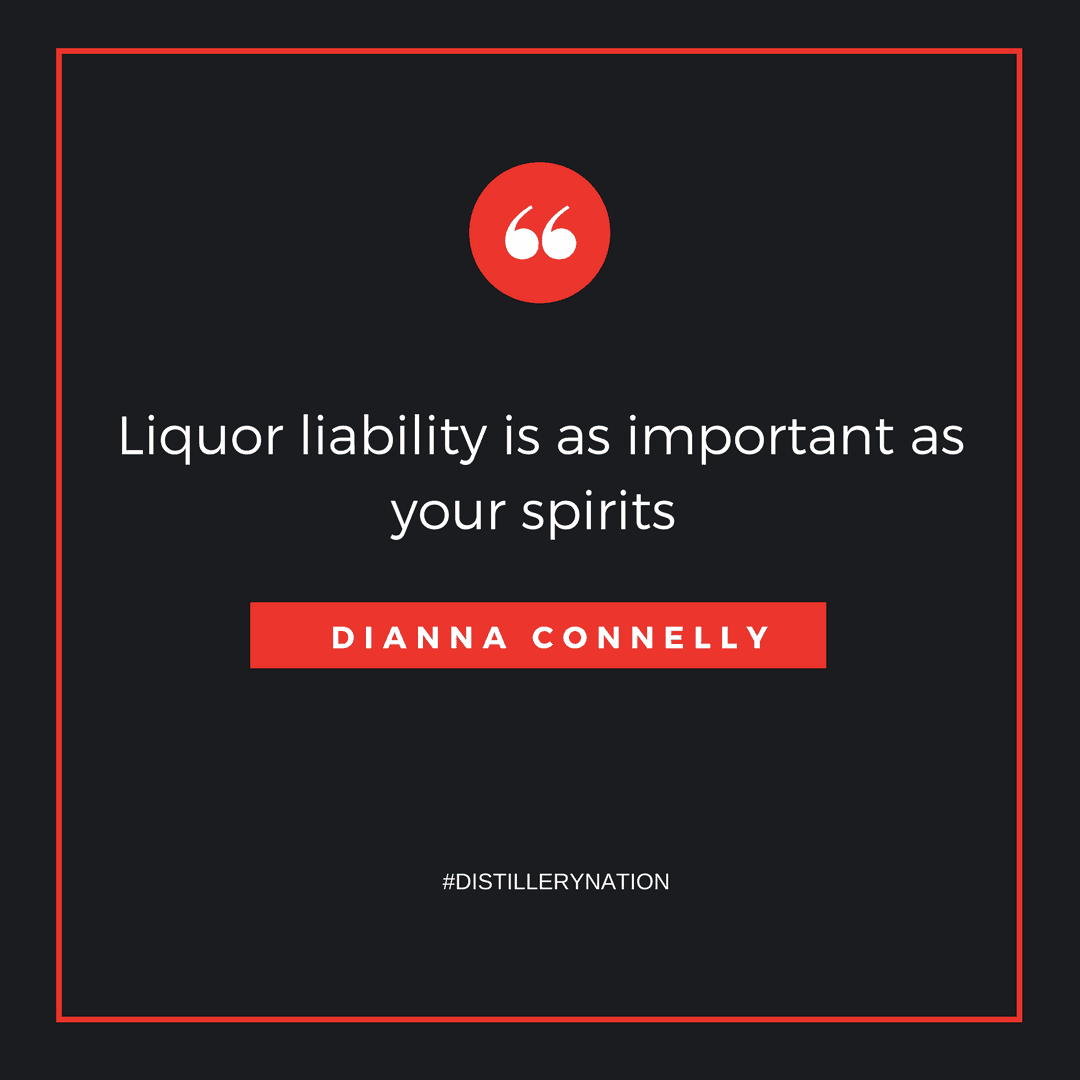 “
Liquor liability is as important as
your spirits
DIANNA CONNELLY
#DISTILLERYNATION